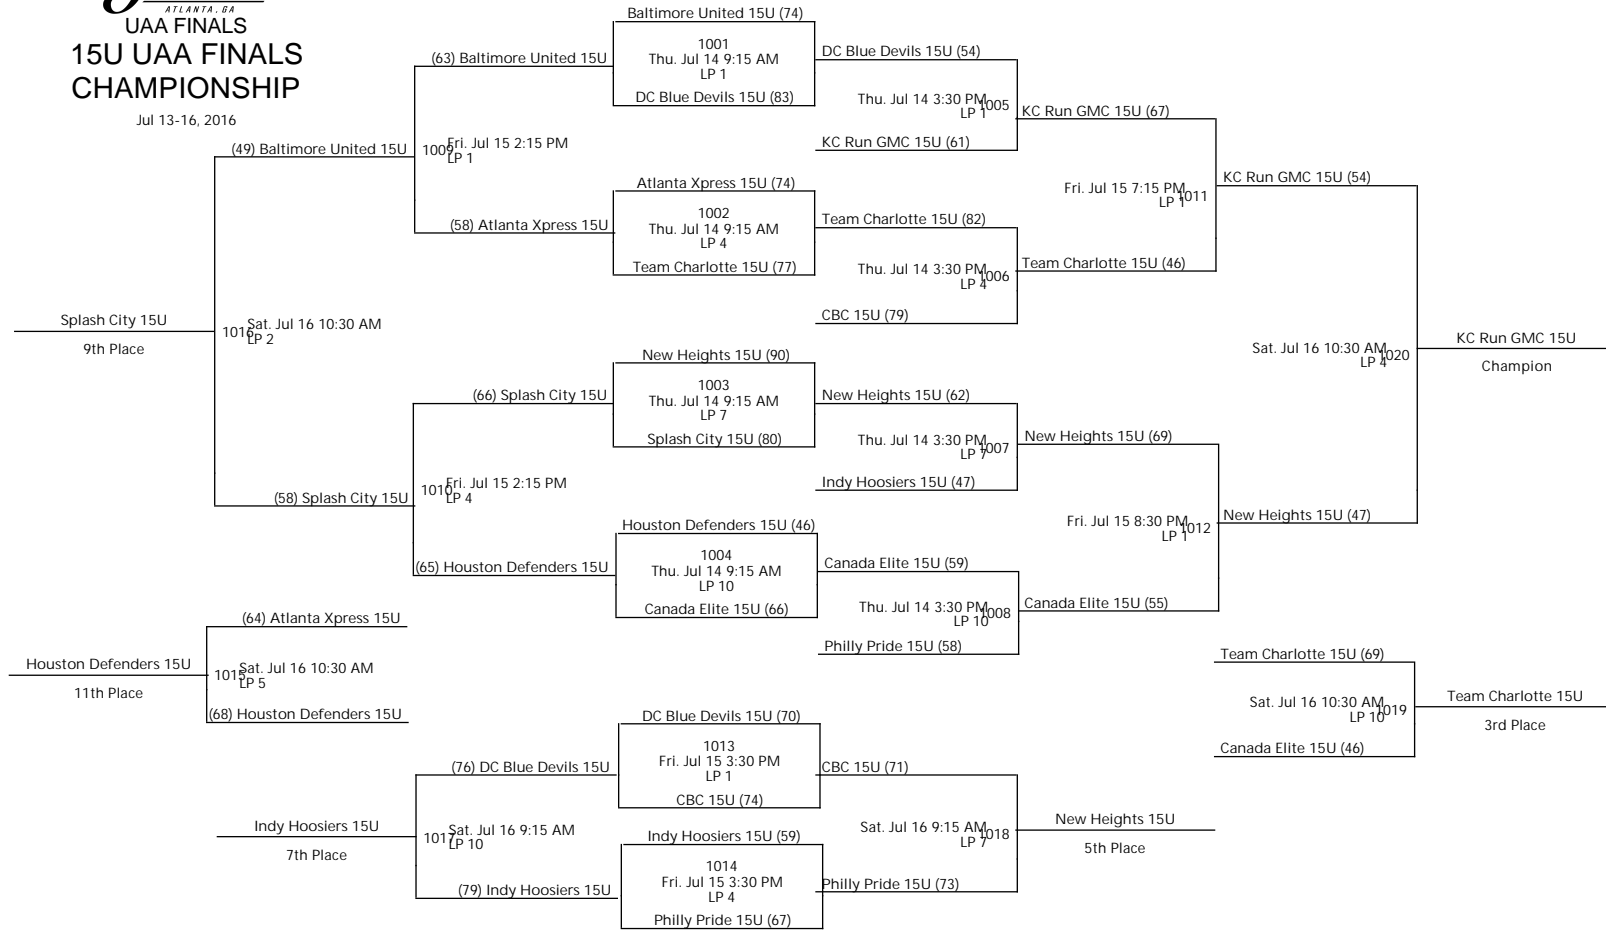 ATLANTA, GA
UAA FINALS
15U UAA FINALS
CHAMPIONSHIP
Jul 13-16, 2016
Baltimore United 15U (74)
1001
Thu. Jul 14 9:15 AM
LP 1
DC Blue Devils 15U (83)
(63) Baltimore United 15U
DC Blue Devils 15U (54)
Thu. Jul 14 3:30 PM
1005
LP 1
KC Run GMC 15U (61)
KC Run GMC 15U (67)
(49) Baltimore United 15U
1009
Fri. Jul 15 2:15 PM
LP 1
Atlanta Xpress 15U (74)
1002
Thu. Jul 14 9:15 AM
LP 4
Team Charlotte 15U (77)
(58) Atlanta Xpress 15U
Team Charlotte 15U (82)
Thu. Jul 14 3:30 PM
1006
LP 4
CBC 15U (79)
Team Charlotte 15U (46)
Fri. Jul 15 7:15 PM
1011
LP 1
KC Run GMC 15U (54)
Splash City 15U
9th Place
1016
Sat. Jul 16 10:30 AM
LP 2
New Heights 15U (90)
1003
Thu. Jul 14 9:15 AM
LP 7
Splash City 15U (80)
(66) Splash City 15U
New Heights 15U (62)
Thu. Jul 14 3:30 PM
1007
LP 7
Indy Hoosiers 15U (47)
New Heights 15U (69)
Sat. Jul 16 10:30 AM
1020
LP 4
KC Run GMC 15U
Champion
(58) Splash City 15U
1010
Fri. Jul 15 2:15 PM
LP 4
Houston Defenders 15U (46)
1004
Thu. Jul 14 9:15 AM
LP 10
Canada Elite 15U (66)
(65) Houston Defenders 15U
Canada Elite 15U (59)
Thu. Jul 14 3:30 PM
1008
LP 10
Philly Pride 15U (58)
Canada Elite 15U (55)
Fri. Jul 15 8:30 PM
1012
LP 1
New Heights 15U (47)
(64) Atlanta Xpress 15U
Houston Defenders 15U
11th Place
1015
Sat. Jul 16 10:30 AM
LP 5
(68) Houston Defenders 15U
Team Charlotte 15U (69)
Sat. Jul 16 10:30 AM
1019
LP 10
Canada Elite 15U (46)
Team Charlotte 15U
3rd Place
DC Blue Devils 15U (70)
1013
Fri. Jul 15 3:30 PM
LP 1
CBC 15U (74)
(76) DC Blue Devils 15U
CBC 15U (71)
Indy Hoosiers 15U
7th Place
1017
Sat. Jul 16 9:15 AM
LP 10
Indy Hoosiers 15U (59)
1014
Fri. Jul 15 3:30 PM
LP 4
Philly Pride 15U (67)
(79) Indy Hoosiers 15U
Sat. Jul 16 9:15 AM
1018
LP 7
Philly Pride 15U (73)
New Heights 15U
5th Place